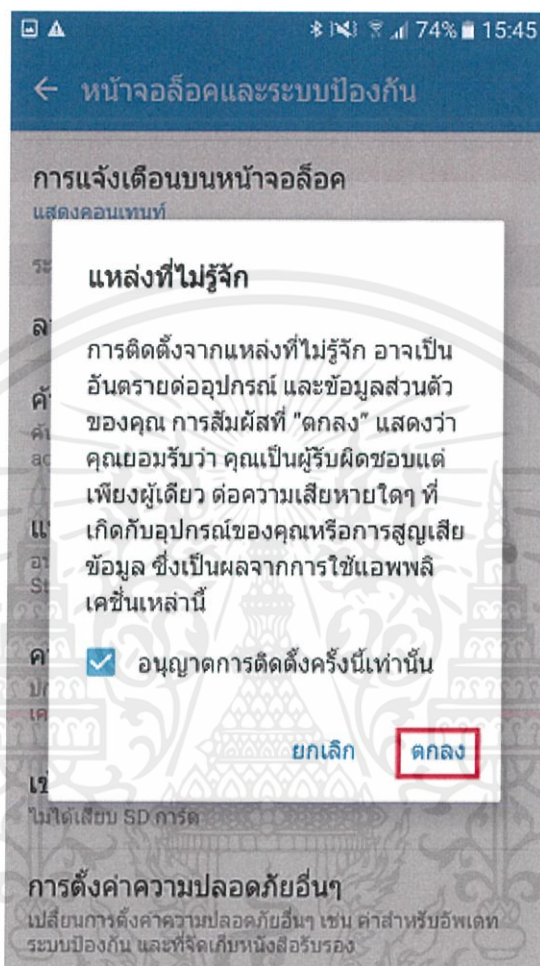 74% 15:45
← หน้าจอล็อคและระบบป้องกัน
การแจ้งเตือนบนหน้าจอล็อค
แสดงคอนเทนท์
แหล่งที่ไม่รู้จัก
การติดตั้งจากแหล่งที่ไม่รู้จัก อาจเป็น
อันตรายต่ออุปกรณ์ และข้อมูลส่วนตัว
ของคุณ การสัมผัสที่ "ตกลง" แสดงว่า
คุณยอมรับว่า คุณเป็นผู้รับผิดชอบแต่
เพียงผู้เดียว ต่อความเสียหายใดๆ ที่
เกิดกับอุปกรณ์ของคุณหรือการสูญเสีย
ข้อมูล ซึ่งเป็นผลจากการใช้แอพพลิ
เคชั่นเหล่านี้
อนุญาตการติดตั้งครั้งนี้เท่านั้น
ยกเลิก ตกลง
ไม่ได้เสียบ SD การ์ด
การตั้งค่าความปลอดภัยอื่นๆ
เปลี่ยนการตั้งค่าความปลอดภัยอื่นๆ เช่น ค่าสำหรับอัพเดท
ระบบป้องกัน และที่จัดเก็บหนังสือรับรอง